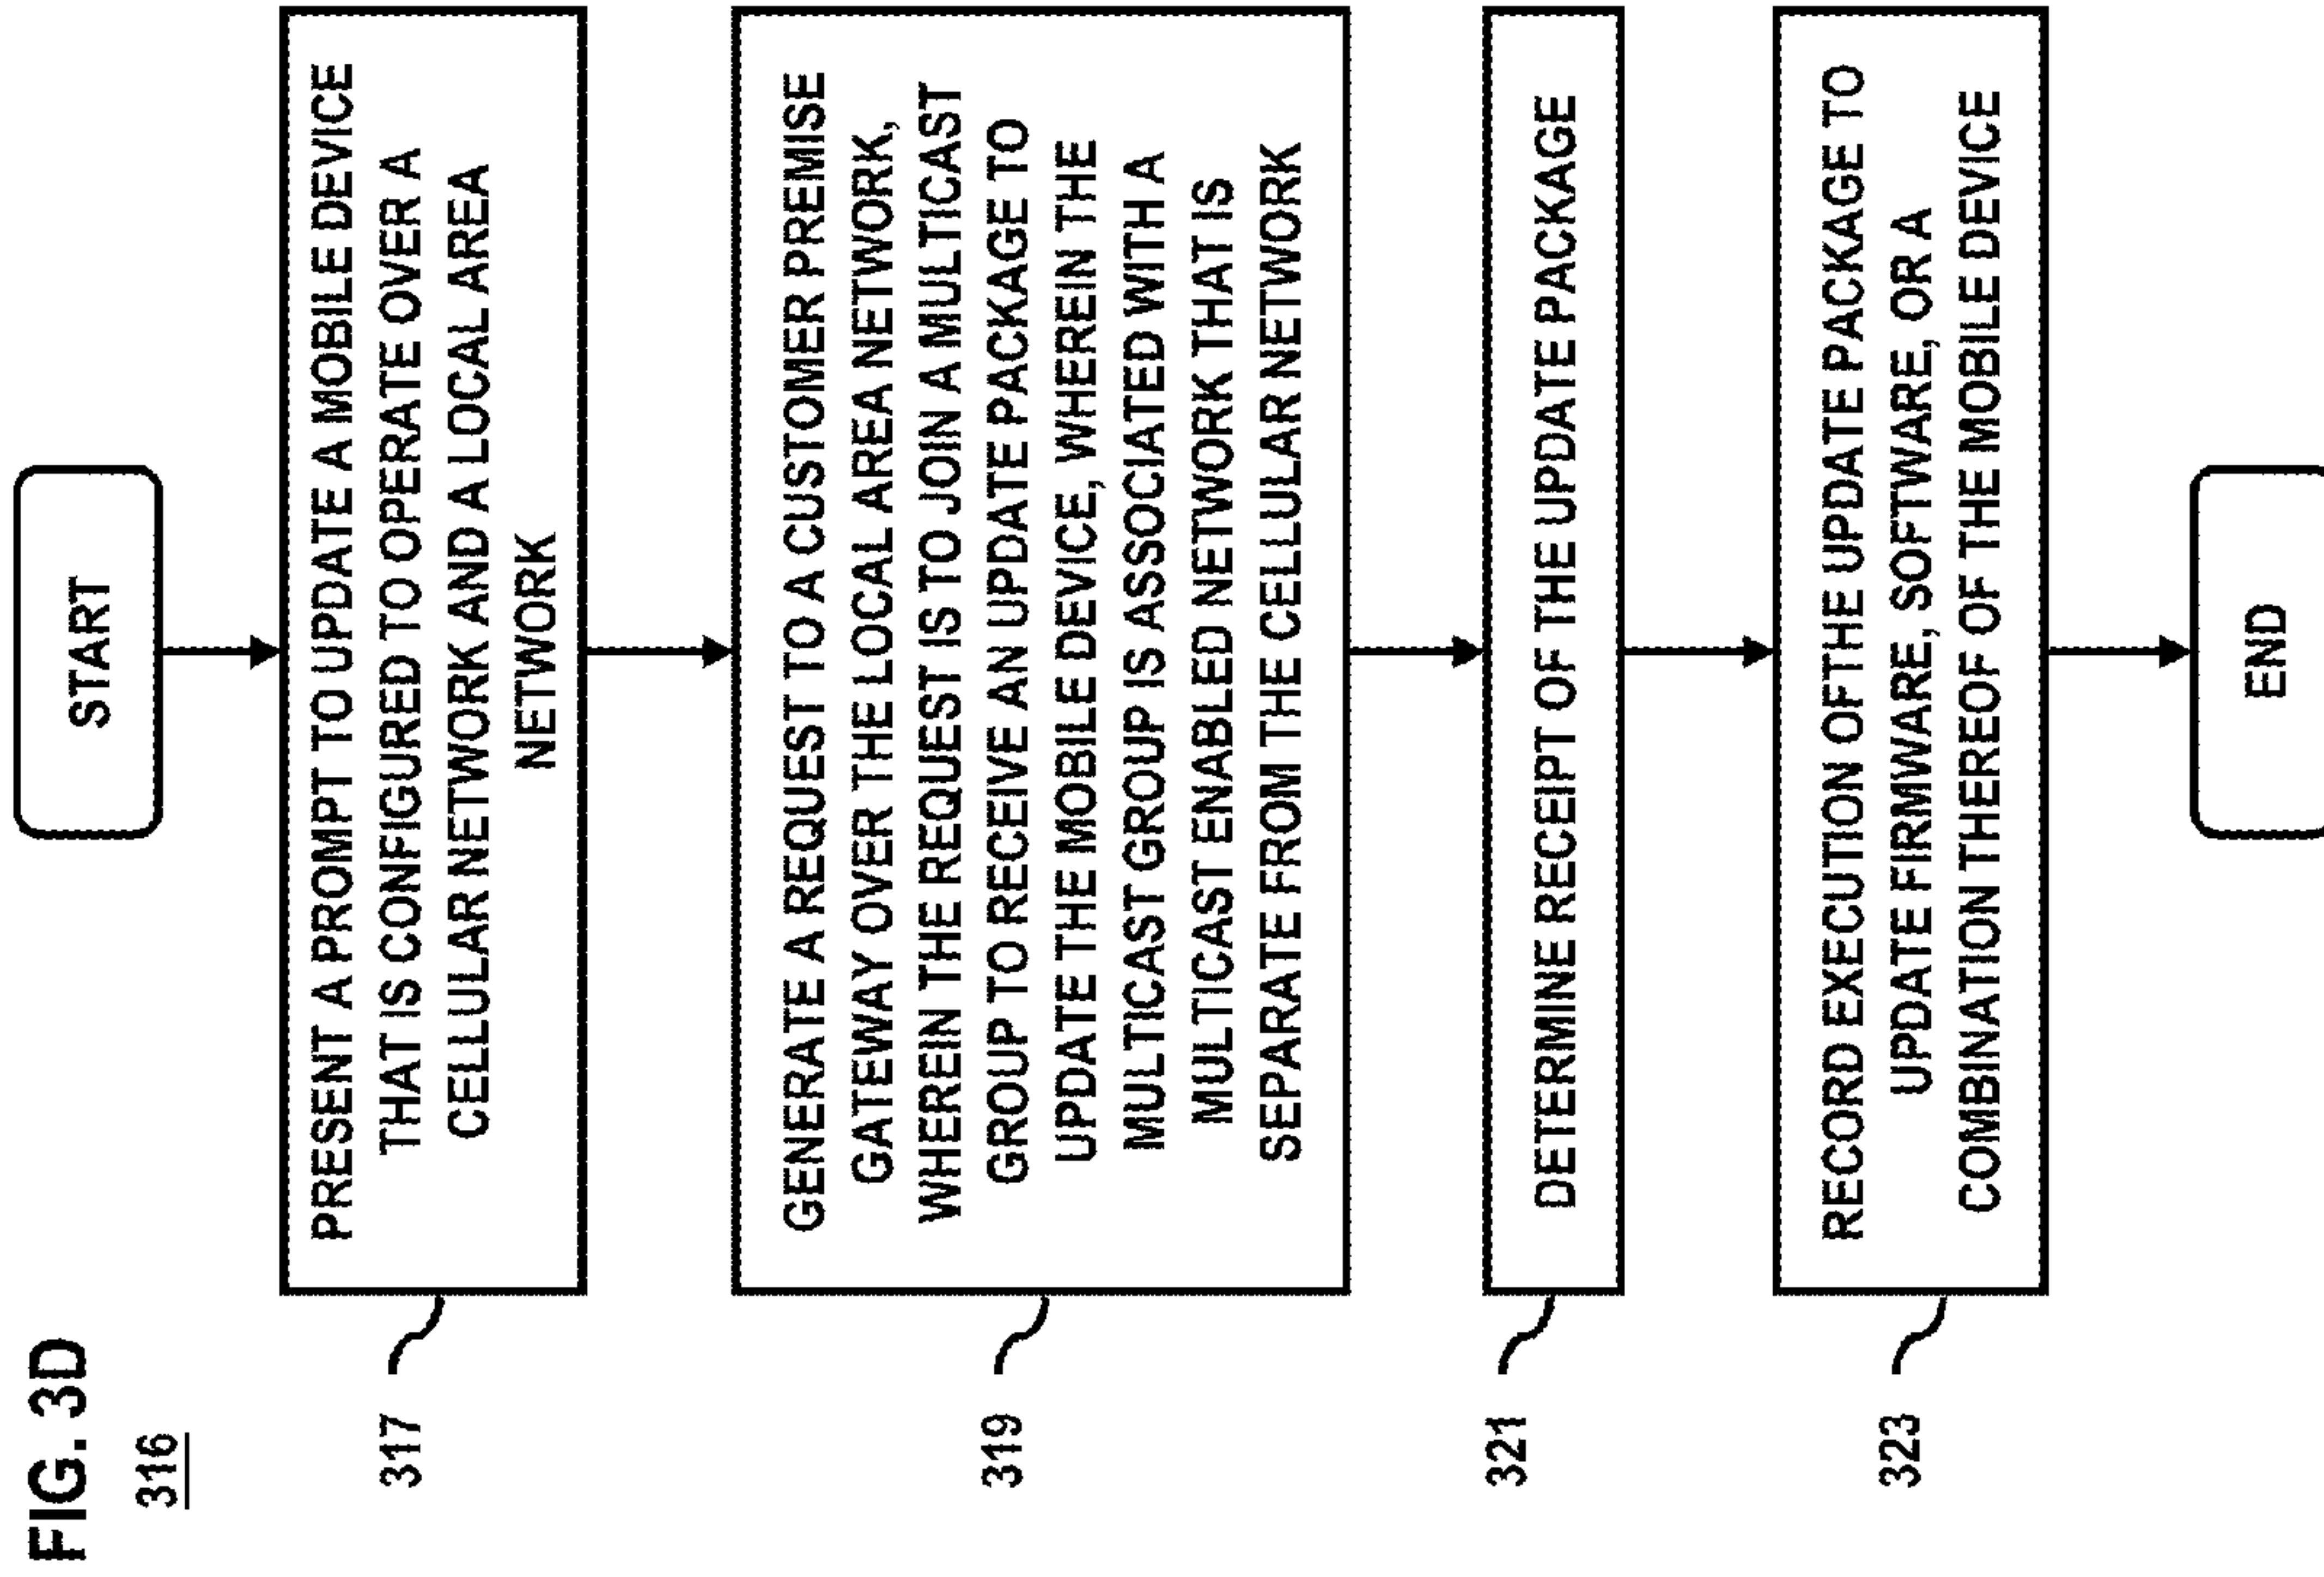 FIG. 3D
316
START
317
PRESENT A PROMPT TO UPDATE A MOBILE DEVICE
THAT IS CONFIGURED TO OPERATE OVER A
CELLULAR NETWORK AND A LOCAL AREA
NETWORK
319
GENERATE A REQUEST TO A CUSTOMER PREMISE
GATEWAY OVER THE LOCAL AREA NETWORK,
WHEREIN THE REQUEST IS TO JOIN A MULTICAST
GROUP TO RECEIVE AN UPDATE PACKAGE TO
UPDATE THE MOBILE DEVICE, WHEREIN THE
MULTICAST GROUP IS ASSOCIATED WITH A
MULTICAST ENABLED NETWORK THAT IS
SEPARATE FROM THE CELLULAR NETWORK
321
DETERMINE RECEIPT OF THE UPDATE PACKAGE
323
RECORD EXECUTION OFTHE UPDATE PACKAGE TO
UPDATE FIRMWARE, SOFTWARE, OR A
COMBINATION THEREOF OF THE MOBILE DEVICE
END